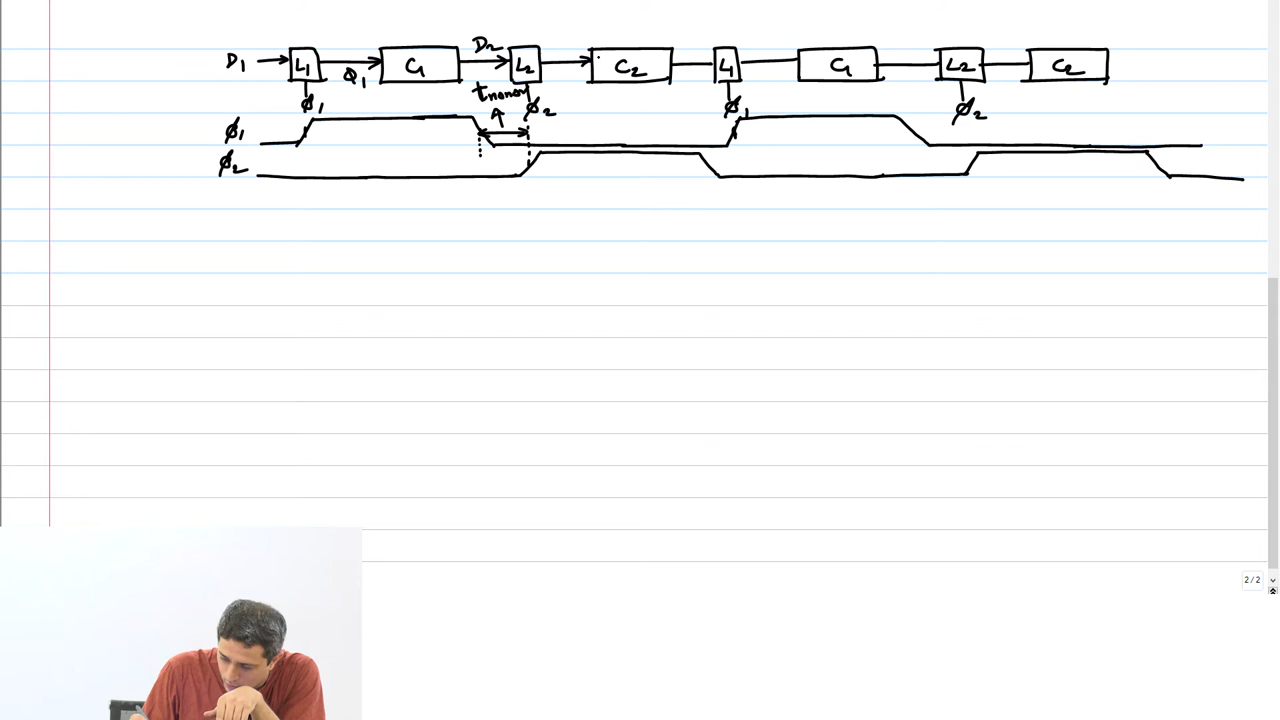 D₁ L₁ Q₁ C₁ D₂ L₂ C₂ L₁ C₁ L₂ C₂
ϕ₁ tnonov ϕ₂ ϕ₁ ϕ₂
ϕ₁
ϕ₂
2/2